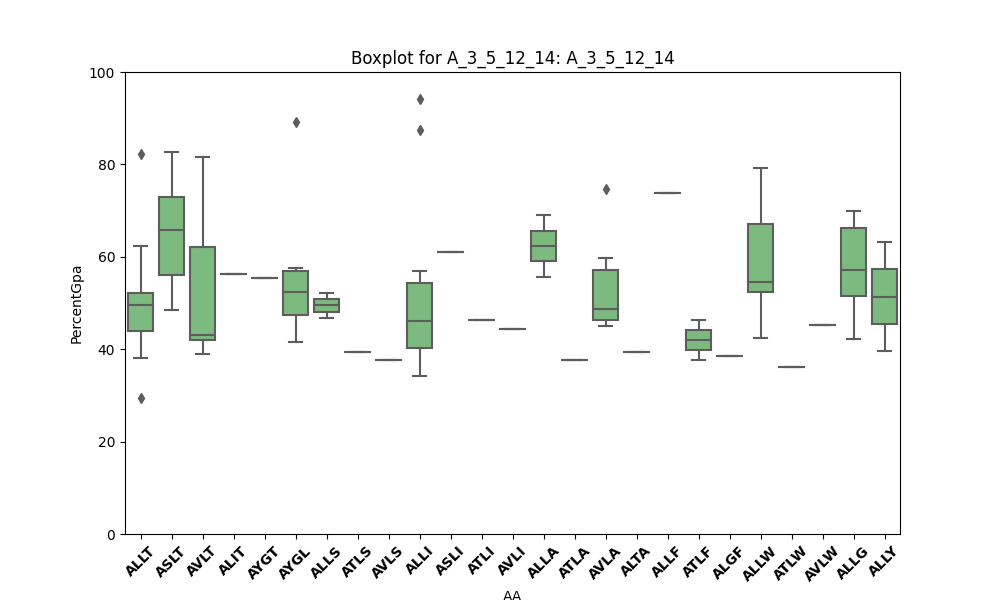 Boxplot for A_3_5_12_14: A_3_5_12_14
100
80
60
40
20
0
PercentGpa
ALLT ASLT AVLT ALIT AYGT AYGL ALLS ATLS AVLS ALLI ASLI ATLI AVLI ALLA ATLA AVLA ALTA ALLF ATLF ALGF ALLW ATLW AVLW ALLG ALLY
AA